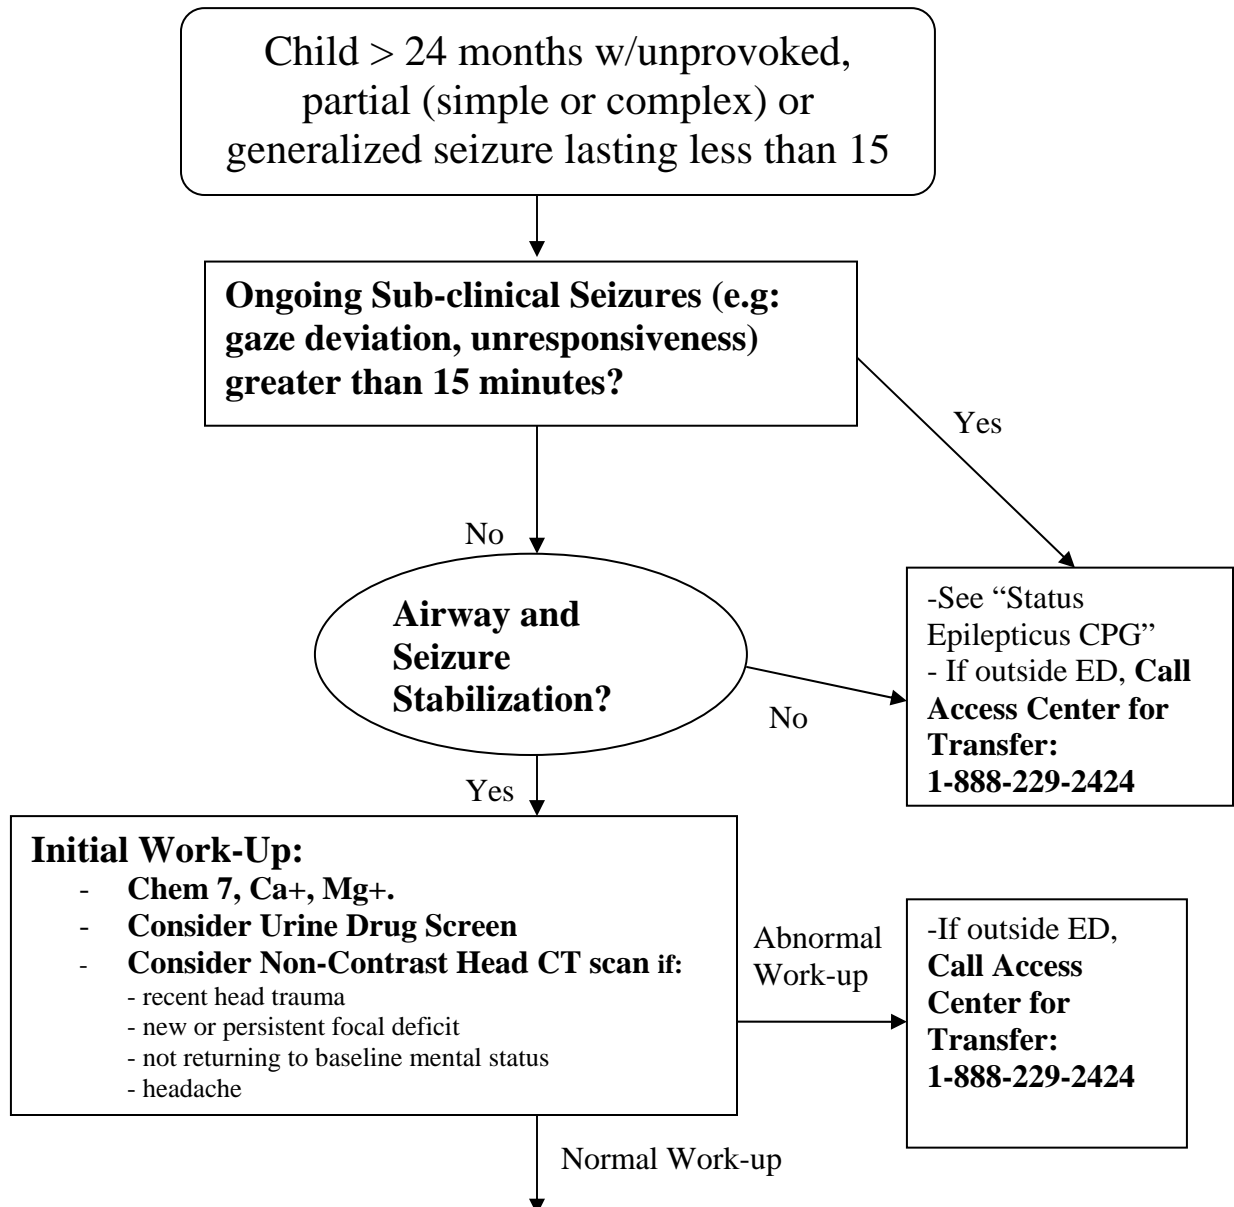 Child > 24 months w/unprovoked,
partial (simple or complex) or
generalized seizure lasting less than 15
Ongoing Sub-clinical Seizures (e.g:
gaze deviation, unresponsiveness)
greater than 15 minutes?
Yes
No
Airway and
Seizure
Stabilization?
No
-See “Status
Epilepticus CPG”
- If outside ED, Call
Access Center for
Transfer:
1-888-229-2424
Yes
Initial Work-Up:
- Chem 7, Ca+, Mg+.
- Consider Urine Drug Screen
- Consider Non-Contrast Head CT scan if:
- recent head trauma
- new or persistent focal deficit
- not returning to baseline mental status
- headache
Abnormal
Work-up
-If outside ED,
Call Access
Center for
Transfer:
1-888-229-2424
Normal Work-up